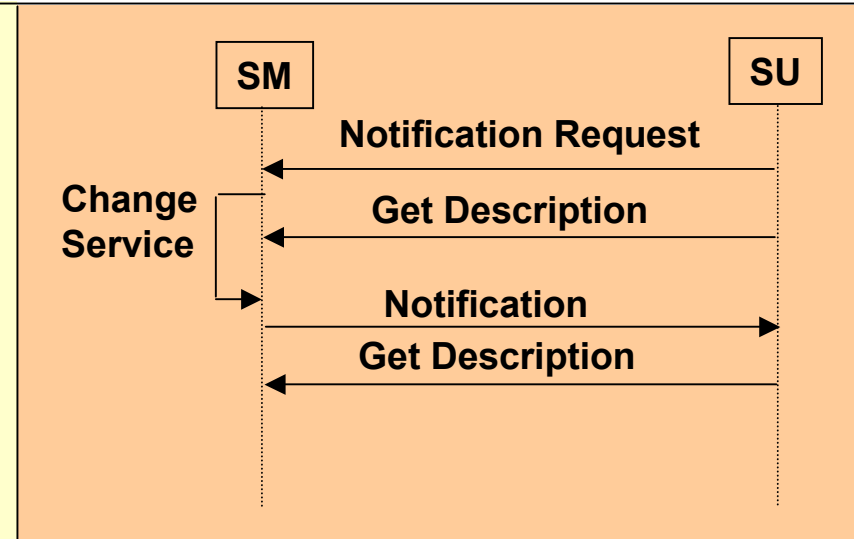 SM
SU
Notification Request
Change
Service
Get Description
Notification
Get Description